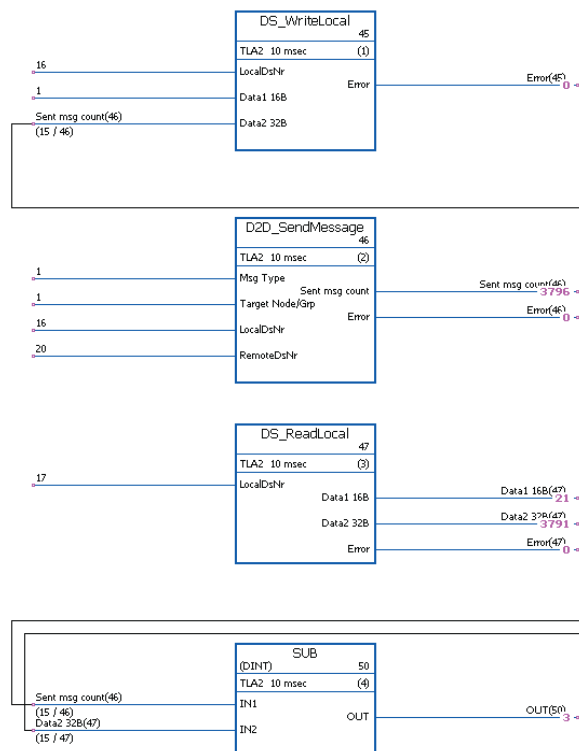 DS_WriteLocal
45
TLA2 10 msec (1)
16
LocalDsNr
Error
Error(45)
0
1
Data1 16B
Sent msg count(46)
Data2 32B
(15 / 46)
D2D_SendMessage
46
TLA2 10 msec (2)
1
Msg Type
Sent msg count
Sent msg count(46)
3796
1
Target Node/Grp
Error
Error(46)
0
16
LocalDsNr
20
RemoteDsNr
DS_ReadLocal
47
TLA2 10 msec (3)
17
LocalDsNr
Data1 16B
Data1 16B(47)
21
Data2 32B
Data2 32B(47)
3791
Error
Error(47)
0
SUB
(DINT) 50
TLA2 10 msec (4)
Sent msg count(46)
IN1
(15 / 46)
OUT
OUT(50)
3
Data2 32B(47)
IN2
(15 / 47)